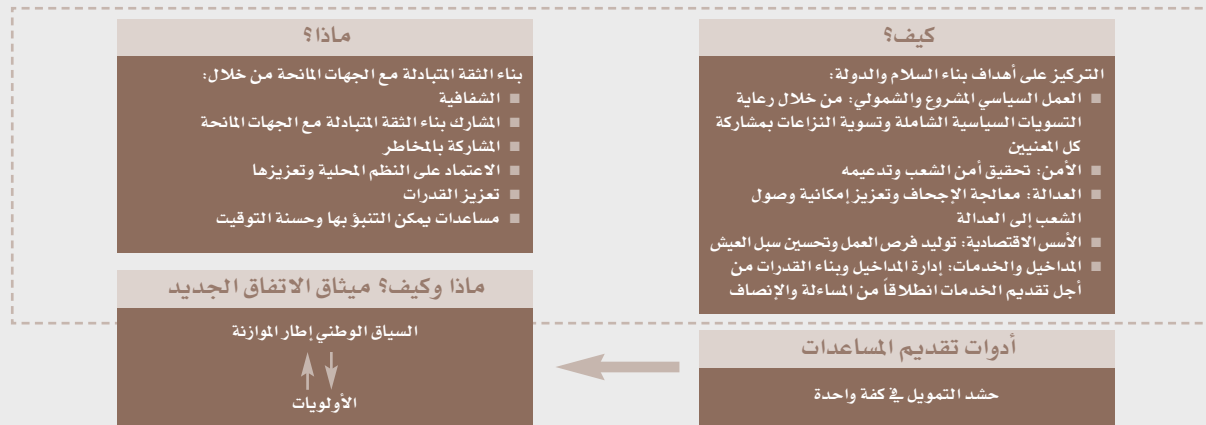 كيف؟
التركيز على أهداف بناء السلام والدولة:
■ العمل السياسي المشروع والشمولي: من خلال رعاية
التسويات السياسية الشاملة وتسوية النزاعات بمشاركة
كل المعنيين
■ الأمن: تحقيق أمن الشعب وتدعيمه
■ العدالة: معالجة الإجحاف وتعزيز إمكانية وصول
الشعب إلى العدالة
■ الأسس الاقتصادية: توليد فرص العمل وتحسين سبل العيش
■ المداخيل والخدمات: إدارة المداخيل وبناء القدرات من
أجل تقديم الخدمات انطلاقاً من المساءلة والإنصاف
ماذا؟
بناء الثقة المتبادلة مع الجهات المانحة من خلال:
■ الشفافية
■ المشارك بناء الثقة المتبادلة مع الجهات المانحة
■ المشاركة بالمخاطر
■ الاعتماد على النظم المحلية وتعزيزها
■ تعزيز القدرات
■ مساعدات يمكن التنبؤ بها وحسنة التوقيت
أدوات تقديم المساعدات
حشد التمويل في كفة واحدة
ماذا وكيف؟ ميثاق الاتفاق الجديد
السياق الوطني إطار الموازنة
الأولويات